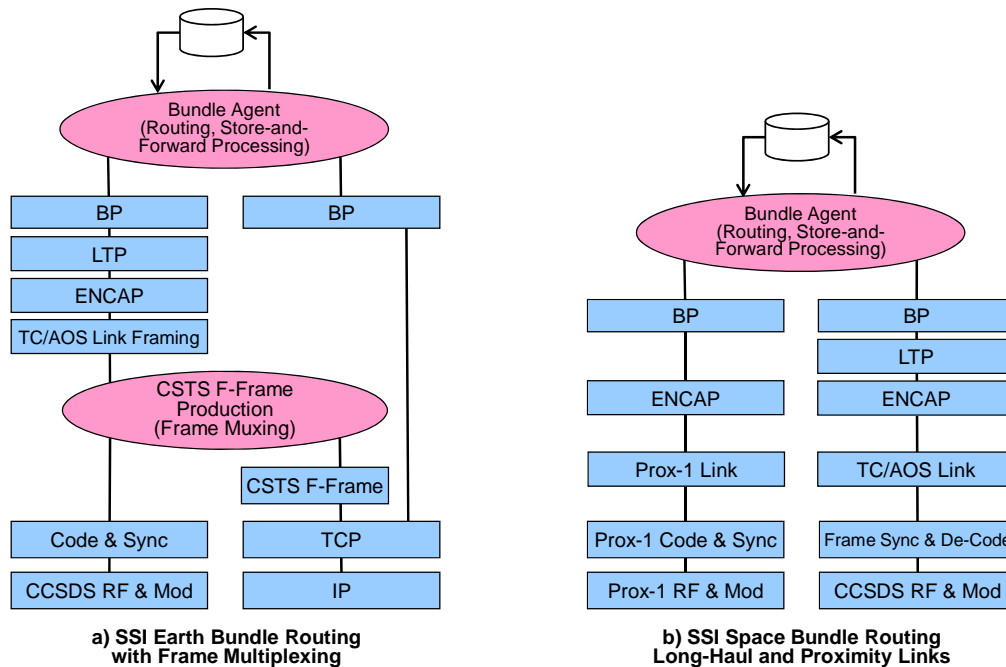 Bundle Agent
(Routing, Store-and-
Forward Processing)
BP
BP
LTP
ENCAP
TC/AOS Link Framing
CSTS F-Frame
Production
(Frame Muxing)
CSTS F-Frame
Code & Sync
TCP
CCSDS RF & Mod
IP
a) SSI Earth Bundle Routing
with Frame Multiplexing
Bundle Agent
(Routing, Store-and-
Forward Processing)
BP
BP
LTP
ENCAP
ENCAP
Prox-1 Link
TC/AOS Link
Prox-1 Code & Sync
Frame Sync & De-Code
Prox-1 RF & Mod
CCSDS RF & Mod
b) SSI Space Bundle Routing
Long-Haul and Proximity Links